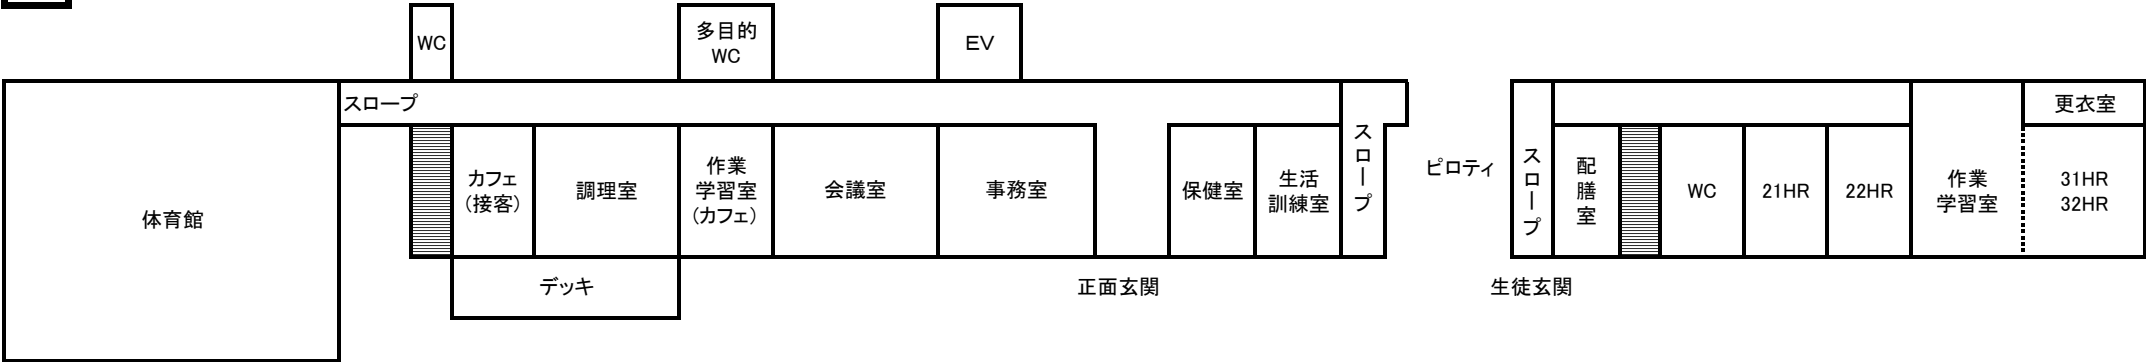 WC
多目的
WC
EV
スロープ
更衣室
体育館
カフェ
(接客)
調理室
作業
学習室
(カフェ)
会議室
事務室
保健室
生活
訓練室
スロープ
ピロティ
スロープ
配膳室
WC
21HR
22HR
作業
学習室
31HR
32HR
デッキ
正面玄関
生徒玄関